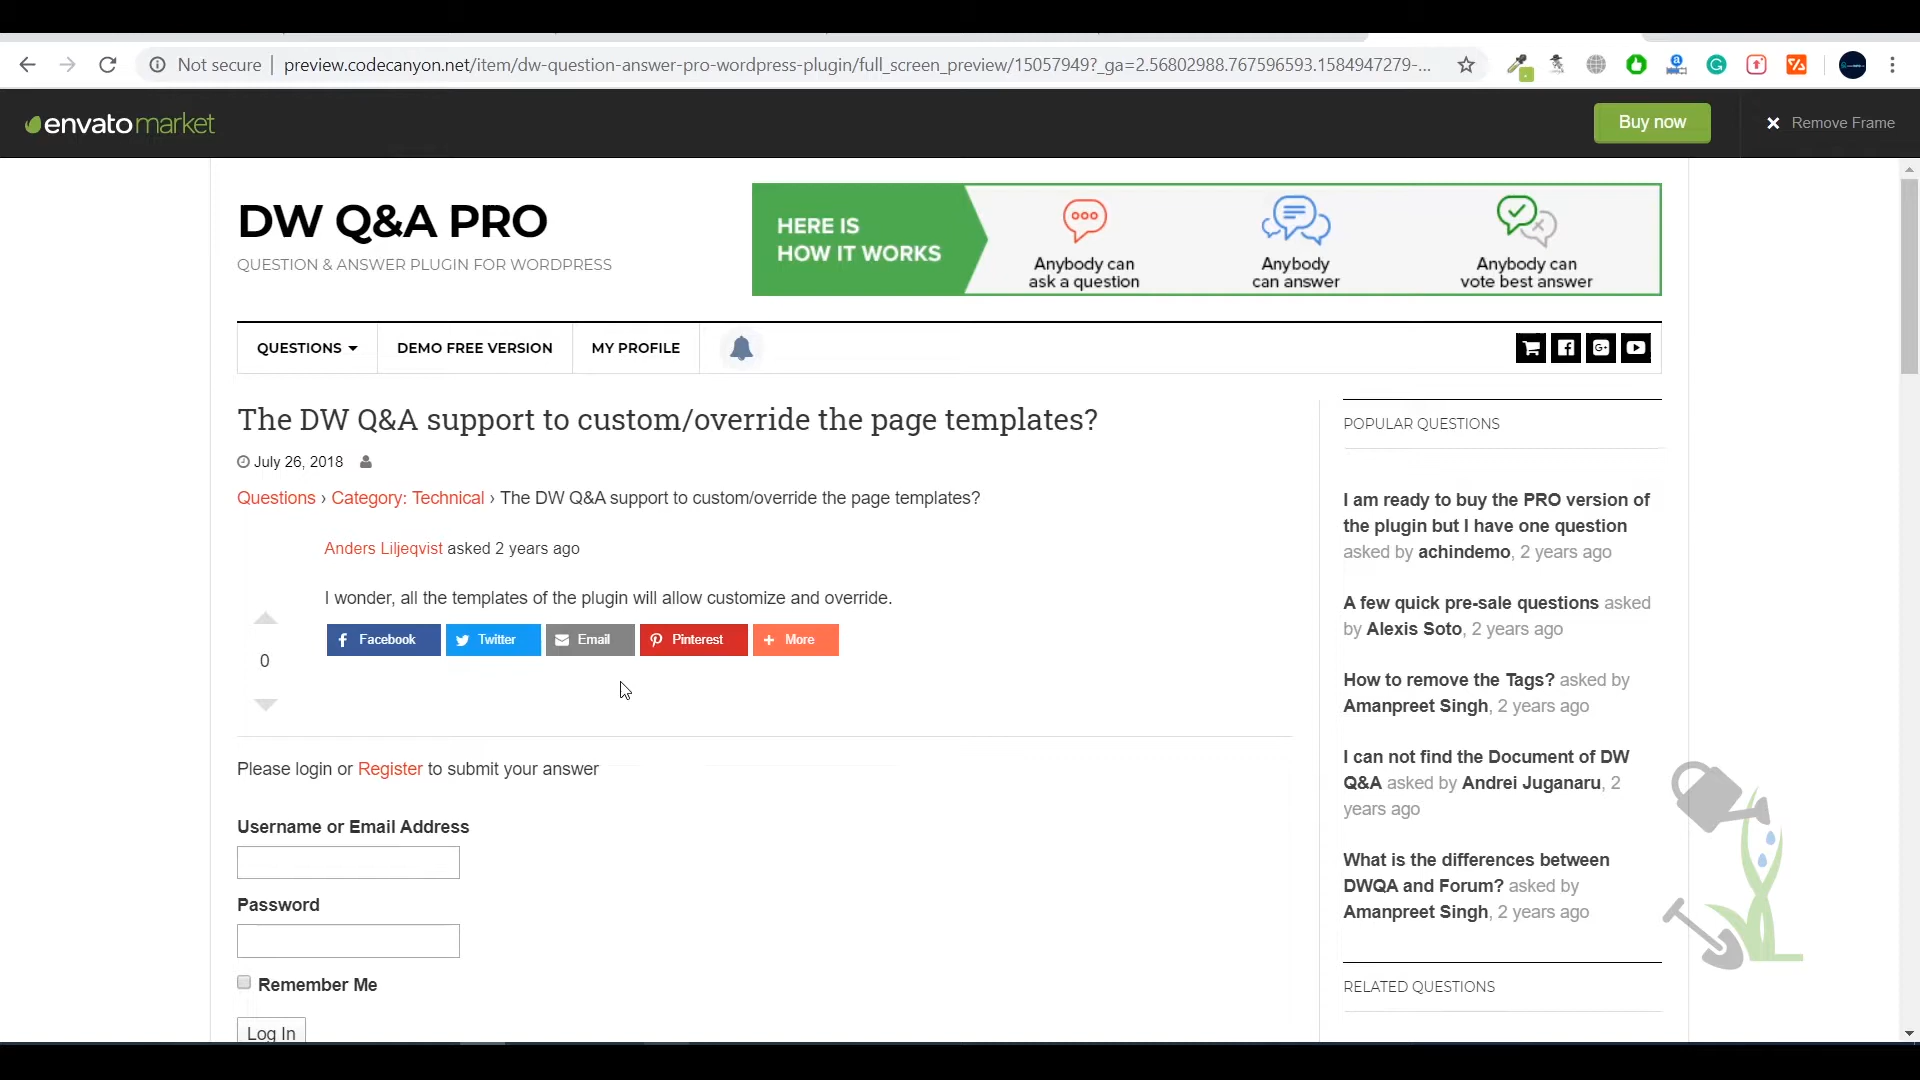 Not secure
preview.codecanyon.net/item/dw-question-answer-pro-wordpress-plugin/full_screen_preview/15057949?_ga=2.56802988.767596593.1584947279-...
envatomarket
Buy now
Remove Frame
DW Q&A PRO
QUESTION & ANSWER PLUGIN FOR WORDPRESS
HERE IS
HOW IT WORKS
Anybody can
ask a question
Anybody
can answer
Anybody can
vote best answer
QUESTIONS
DEMO FREE VERSION
MY PROFILE
The DW Q&A support to custom/override the page templates?
July 26, 2018
Questions › Category: Technical › The DW Q&A support to custom/override the page templates?
Anders Liljeqvist asked 2 years ago
I wonder, all the templates of the plugin will allow customize and override.
Facebook
Twitter
Email
Pinterest
More
0
Please login or Register to submit your answer
Username or Email Address
Password
Remember Me
Log In
POPULAR QUESTIONS
I am ready to buy the PRO version of
the plugin but I have one question
asked by achindemo, 2 years ago
A few quick pre-sale questions asked
by Alexis Soto, 2 years ago
How to remove the Tags? asked by
Amanpreet Singh, 2 years ago
I can not find the Document of DW
Q&A asked by Andrei Juganaru, 2
years ago
What is the differences between
DWQA and Forum? asked by
Amanpreet Singh, 2 years ago
RELATED QUESTIONS